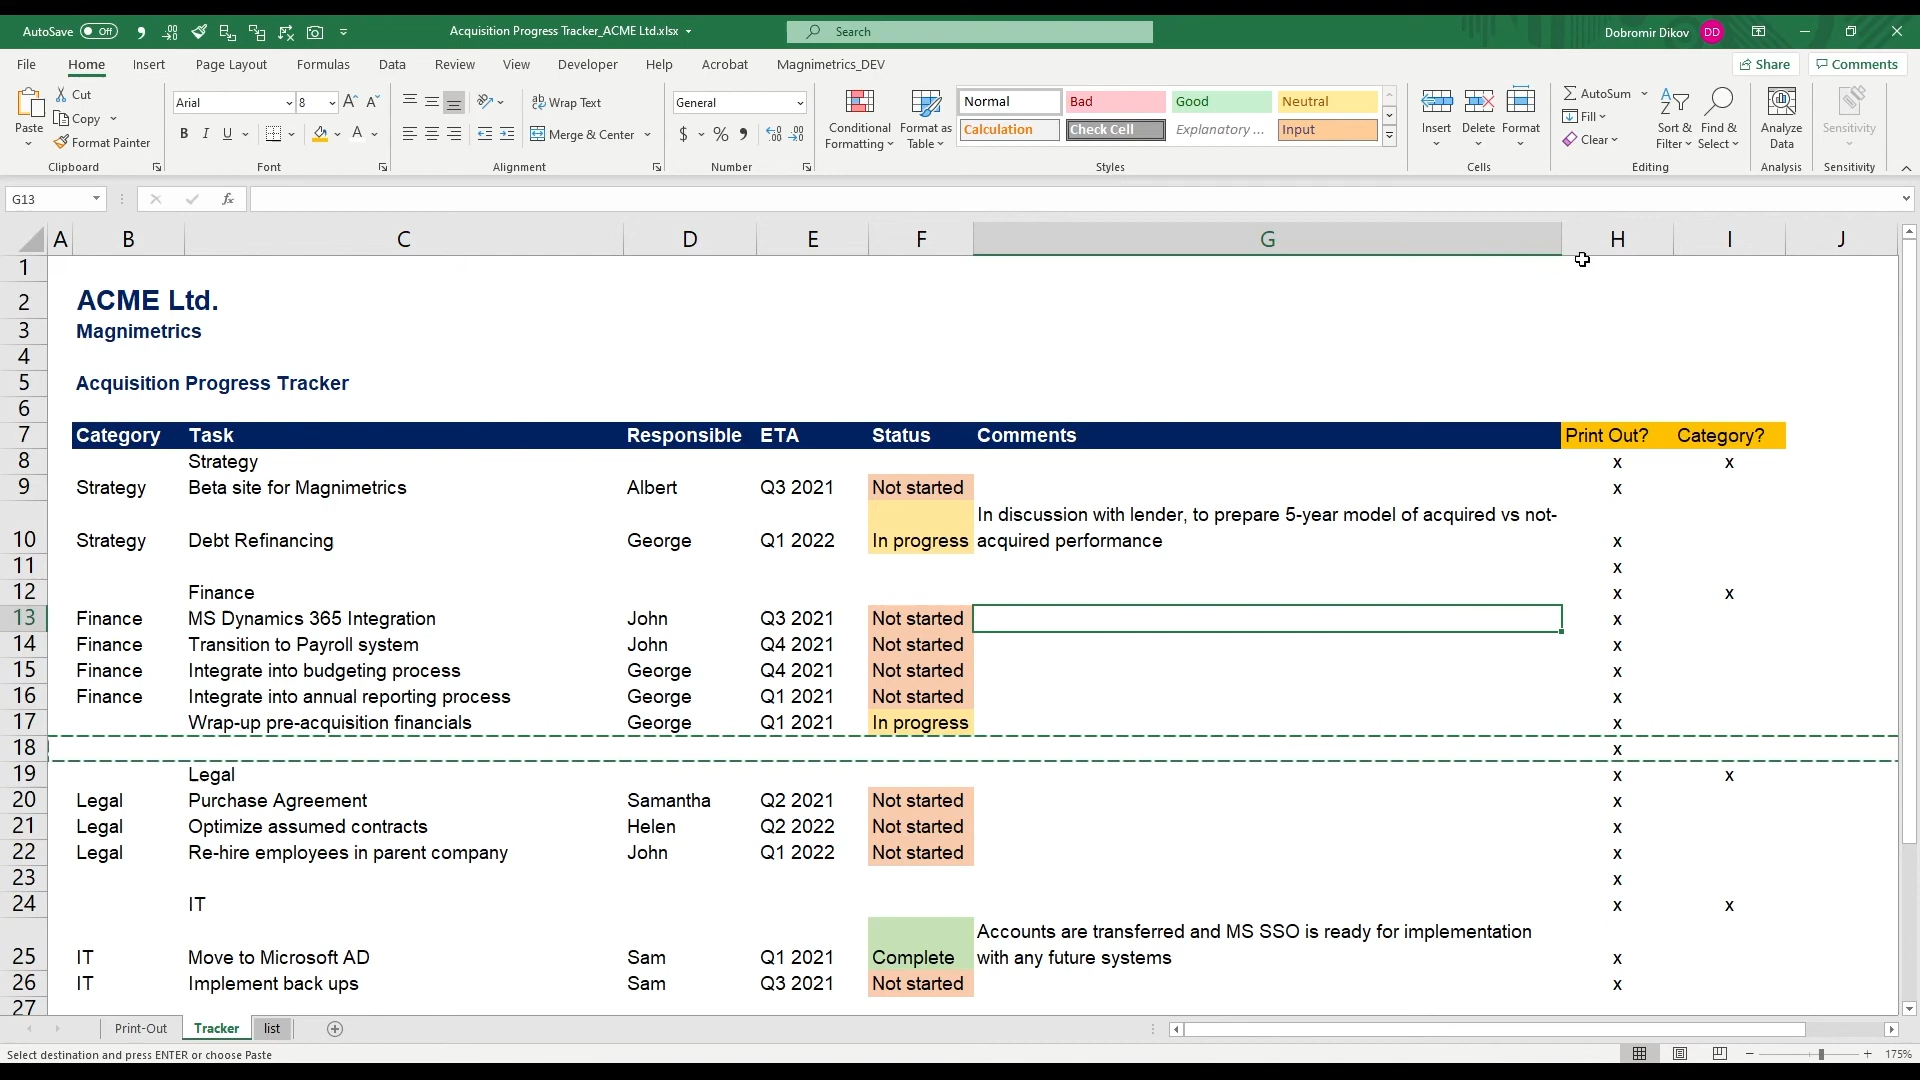 AutoSave Off Acquisition Progress Tracker_ACME Ltd.xlsx Search Dobromir Dikov DD
File Home Insert Page Layout Formulas Data Review View Developer Help Acrobat Magnimetrics_DEV Share Comments
Paste Cut Copy Format Painter Clipboard
Arial 8 B I U A Font
Wrap Text Merge & Center Alignment
General $ % Number
Conditional Formatting Format as Table
Normal Bad Good Neutral
Calculation Check Cell Explanatory ... Input
Styles
Insert Delete Format Cells
AutoSum Fill Clear Sort & Filter Find & Select Editing
Analyze Data Analysis
Sensitivity Sensitivity
G13 fx
A B C D E F G H I J
1
2 ACME Ltd.
3 Magnimetrics
4
5 Acquisition Progress Tracker
6
7 Category Task Responsible ETA Status Comments Print Out? Category?
8 Strategy x x
9 Strategy Beta site for Magnimetrics Albert Q3 2021 Not started x
In discussion with lender, to prepare 5-year model of acquired vs not-
10 Strategy Debt Refinancing George Q1 2022 In progress acquired performance x
11 x
12 Finance x x
13 Finance MS Dynamics 365 Integration John Q3 2021 Not started x
14 Finance Transition to Payroll system John Q4 2021 Not started x
15 Finance Integrate into budgeting process George Q4 2021 Not started x
16 Finance Integrate into annual reporting process George Q1 2021 Not started x
17 Wrap-up pre-acquisition financials George Q1 2021 In progress x
18 x
19 Legal x x
20 Legal Purchase Agreement Samantha Q2 2021 Not started x
21 Legal Optimize assumed contracts Helen Q2 2022 Not started x
22 Legal Re-hire employees in parent company John Q1 2022 Not started x
23 x
24 IT x x
Accounts are transferred and MS SSO is ready for implementation
25 IT Move to Microsoft AD Sam Q1 2021 Complete with any future systems x
26 IT Implement back ups Sam Q3 2021 Not started x
27
Print-Out Tracker list
Select destination and press ENTER or choose Paste 175%